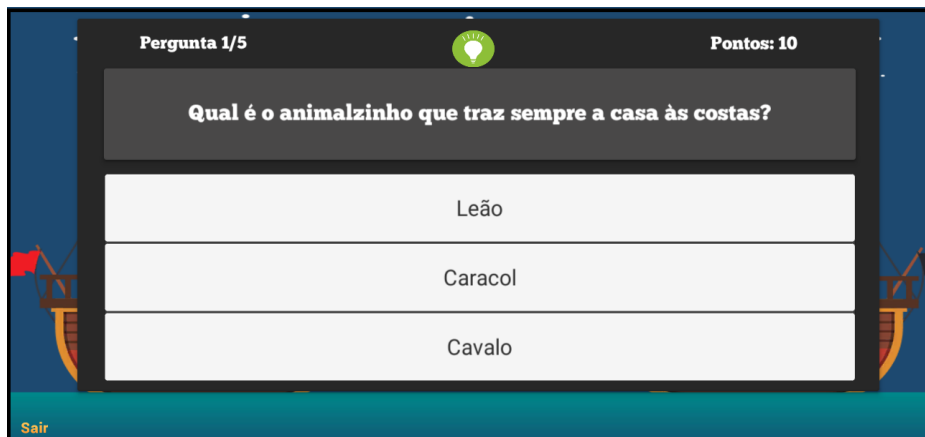 Pergunta 1/5
Pontos: 10
Qual é o animalzinho que traz sempre a casa às costas?
Leão
Caracol
Cavalo
Sair